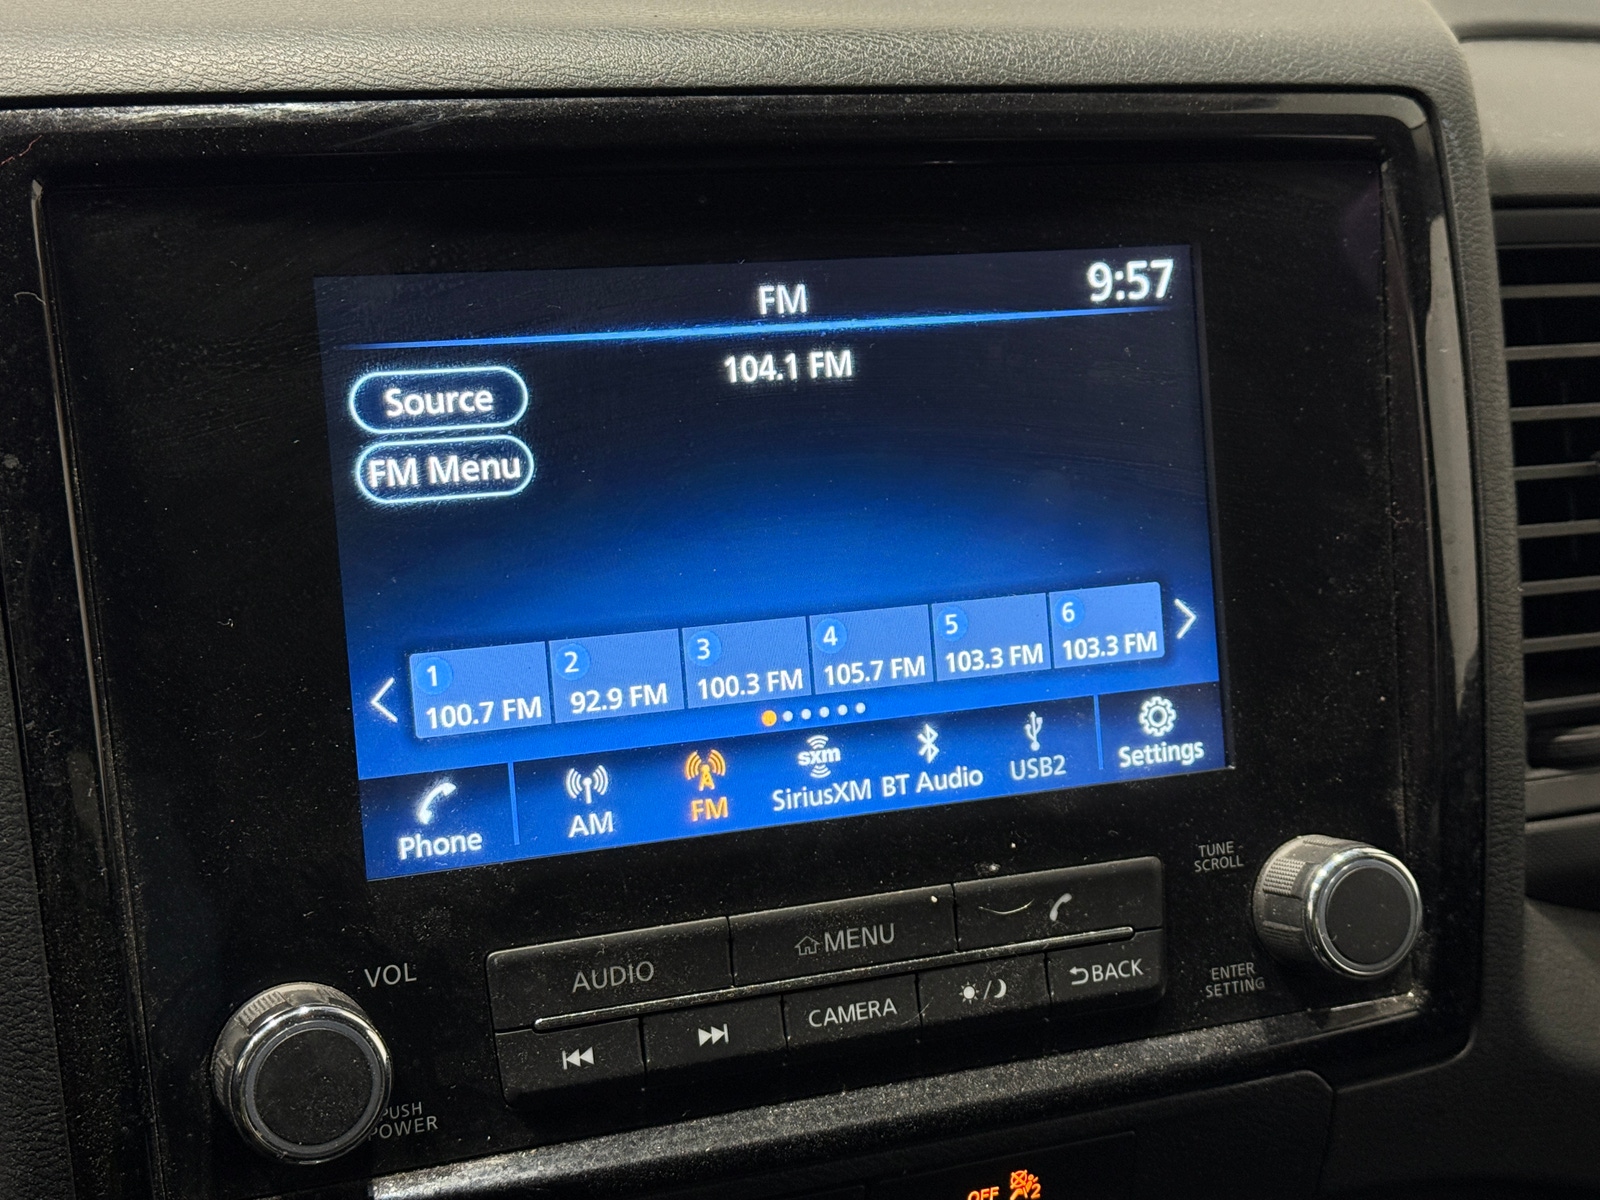 FM
9:57
104.1 FM
Source
FM Menu
1
100.7 FM
2
92.9 FM
3
100.3 FM
4
105.7 FM
5
103.3 FM
6
103.3 FM
Phone
AM
FM
sxm
SiriusXM
BT Audio
USB2
Settings
TUNE-
SCROLL
VOL
AUDIO
MENU
CAMERA
BACK
ENTER
SETTING
PUSH
POWER
OFF
2